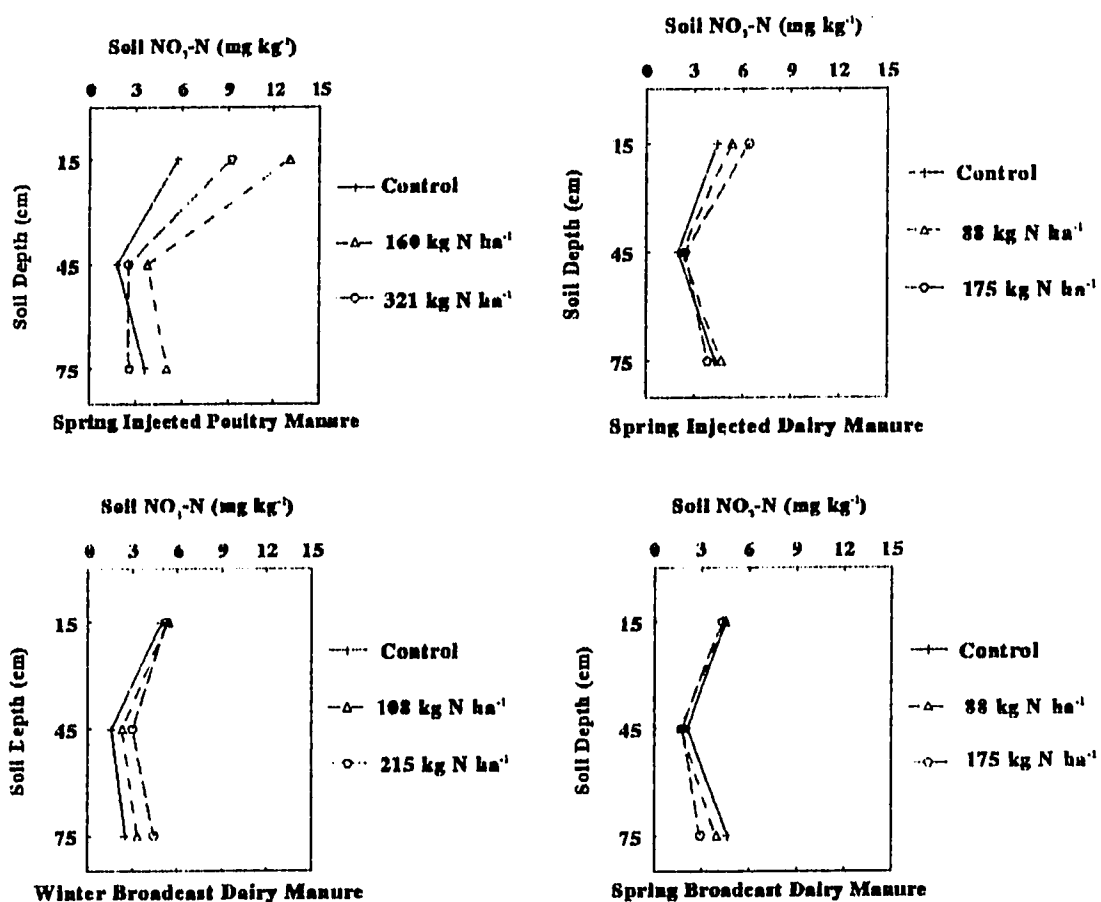 Soil NO₃-N (mg kg⁻¹)
0 3 6 9 12 15
15
45
75
Soil Depth (cm)
Control
160 kg N ha⁻¹
321 kg N ha⁻¹
Spring Injected Poultry Manure
Soil NO₃-N (mg kg⁻¹)
0 3 6 9 12 15
15
45
75
Soil Depth (cm)
Control
88 kg N ha⁻¹
175 kg N ha⁻¹
Spring Injected Dairy Manure
Soil NO₃-N (mg kg⁻¹)
0 3 6 9 12 15
15
45
75
Soil Depth (cm)
Control
108 kg N ha⁻¹
215 kg N ha⁻¹
Winter Broadcast Dairy Manure
Soil NO₃-N (mg kg⁻¹)
0 3 6 9 12 15
15
45
75
Soil Depth (cm)
Control
88 kg N ha⁻¹
175 kg N ha⁻¹
Spring Broadcast Dairy Manure